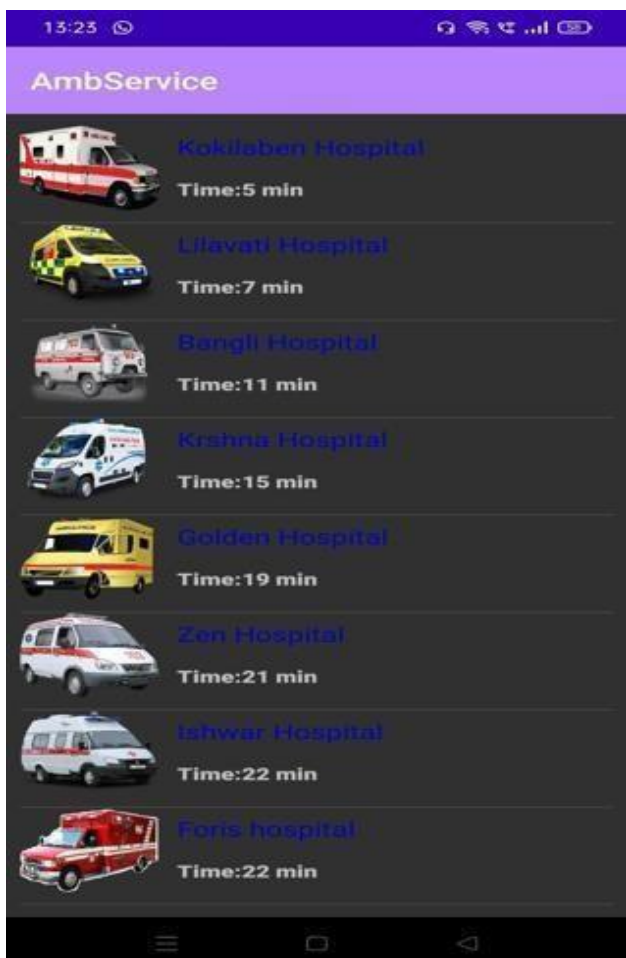 13:23
58
AmbService
Kokilaben Hospital
Time:5 min
Lilavati Hospital
Time:7 min
Bangli Hospital
Time:11 min
Krshna Hospital
Time:15 min
Golden Hospital
Time:19 min
Zen Hospital
Time:21 min
Ishwar Hospital
Time:22 min
Foris hospital
Time:22 min